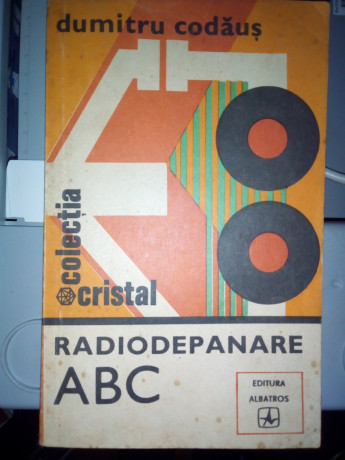 dumitru codăuș
colecția
cristal
RADIODEPANARE
ABC
EDITURA
ALBATROS